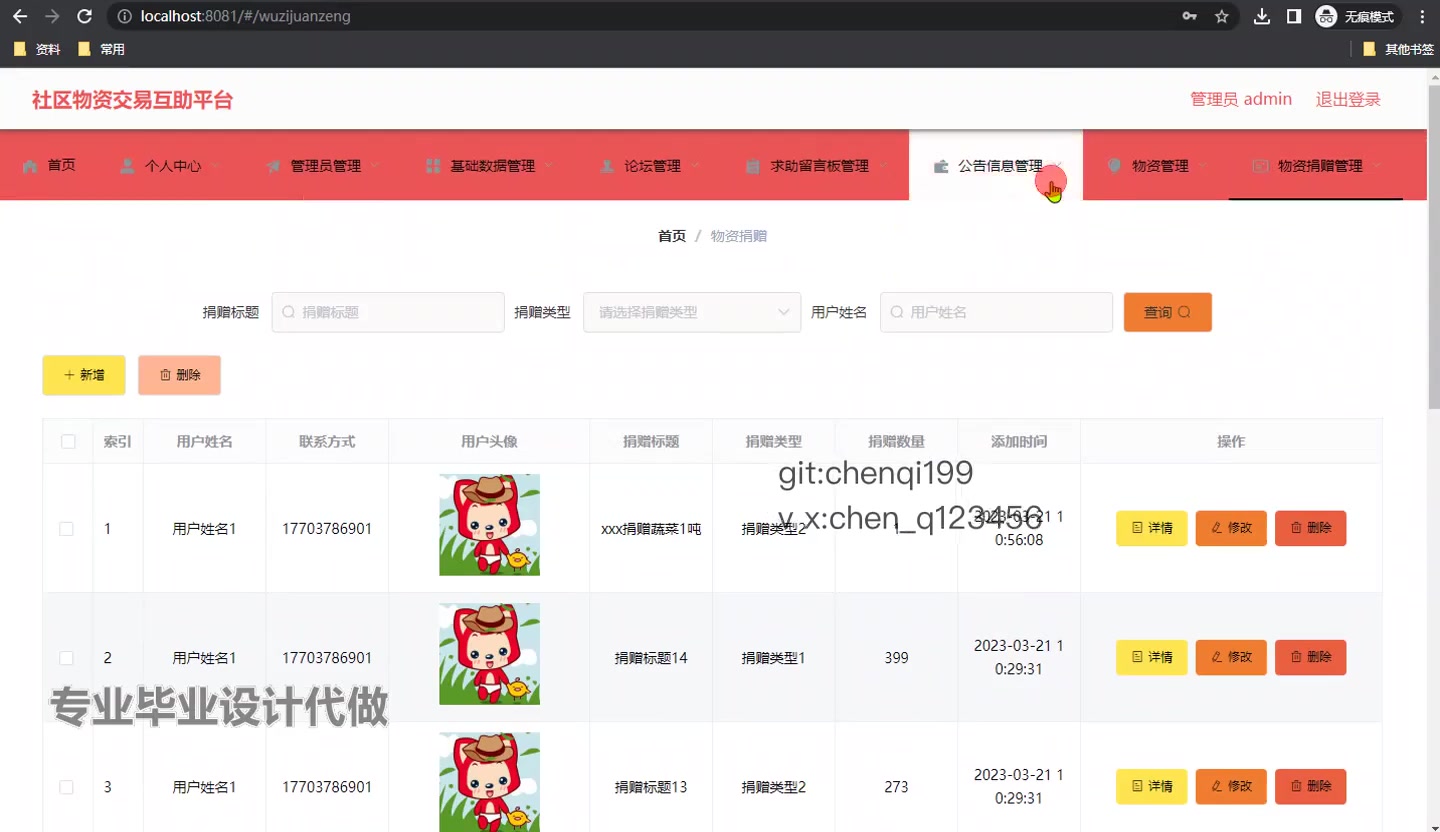 localhost:8081/#/wuzijuanzeng
无痕模式
资料
常用
其他书签
社区物资交易互助平台
管理员 admin
退出登录
首页
个人中心
管理员管理
基础数据管理
论坛管理
求助留言板管理
公告信息管理
物资管理
物资捐赠管理
首页 / 物资捐赠
捐赠标题 捐赠标题 捐赠类型 请选择捐赠类型 用户姓名 用户姓名 查询
新增 删除
索引 用户姓名 联系方式 用户头像 捐赠标题 捐赠类型 捐赠数量 添加时间 操作
git:chenqi199
v_x:chen_q123456
1 用户姓名1 17703786901 xxx捐赠蔬菜1吨 捐赠类型2 1 2023-03-21 1
0:56:08
详情 修改 删除
2 用户姓名1 17703786901 捐赠标题14 捐赠类型1 399 2023-03-21 1
0:29:31
详情 修改 删除
专业毕业设计代做
3 用户姓名1 17703786901 捐赠标题13 捐赠类型2 273 2023-03-21 1
0:29:31
详情 修改 删除